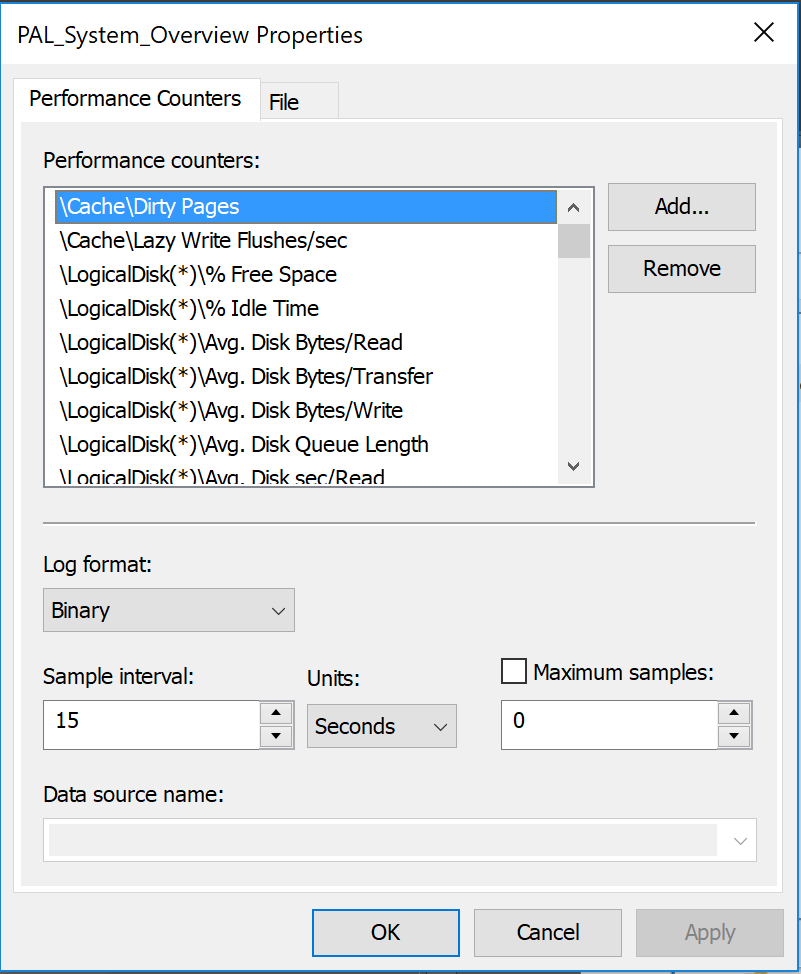 PAL_System_Overview Properties
Performance Counters
File
Performance counters:
\Cache\Dirty Pages
Add...
\Cache\Lazy Write Flushes/sec
\LogicalDisk(*)\% Free Space
Remove
\LogicalDisk(*)\% Idle Time
\LogicalDisk(*)\Avg. Disk Bytes/Read
\LogicalDisk(*)\Avg. Disk Bytes/Transfer
\LogicalDisk(*)\Avg. Disk Bytes/Write
\LogicalDisk(*)\Avg. Disk Queue Length
\LogicalDisk(*)\Avg. Disk sec/Read
Log format:
Binary
Sample interval:
Units:
Maximum samples:
15
Seconds
0
Data source name:
OK
Cancel
Apply